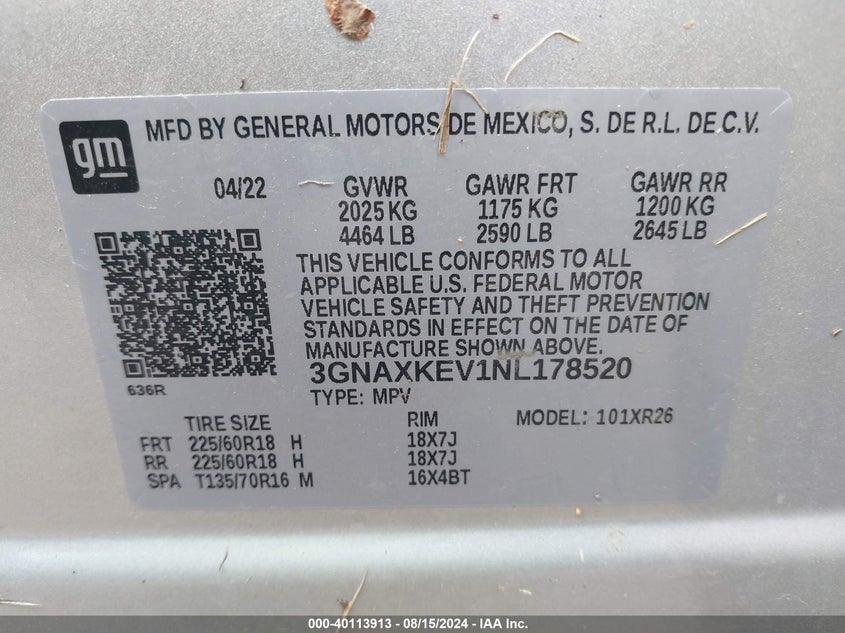 gm
MFD BY GENERAL MOTORS DE MEXICO, S. DE R.L. DE C.V.
04/22 GVWR GAWR FRT GAWR RR
2025 KG 1175 KG 1200 KG
4464 LB 2590 LB 2645 LB
THIS VEHICLE CONFORMS TO ALL
APPLICABLE U.S. FEDERAL MOTOR
VEHICLE SAFETY AND THEFT PREVENTION
STANDARDS IN EFFECT ON THE DATE OF
MANUFACTURE SHOWN ABOVE.
3GNAXKEV1NL178520
636R
TYPE: MPV
TIRE SIZE RIM MODEL: 101XR26
FRT 225/60R18 H 18X7J
RR 225/60R18 H 18X7J
SPA T135/70R16 M 16X4BT
000-40113913 - 08/15/2024 - IAA Inc.